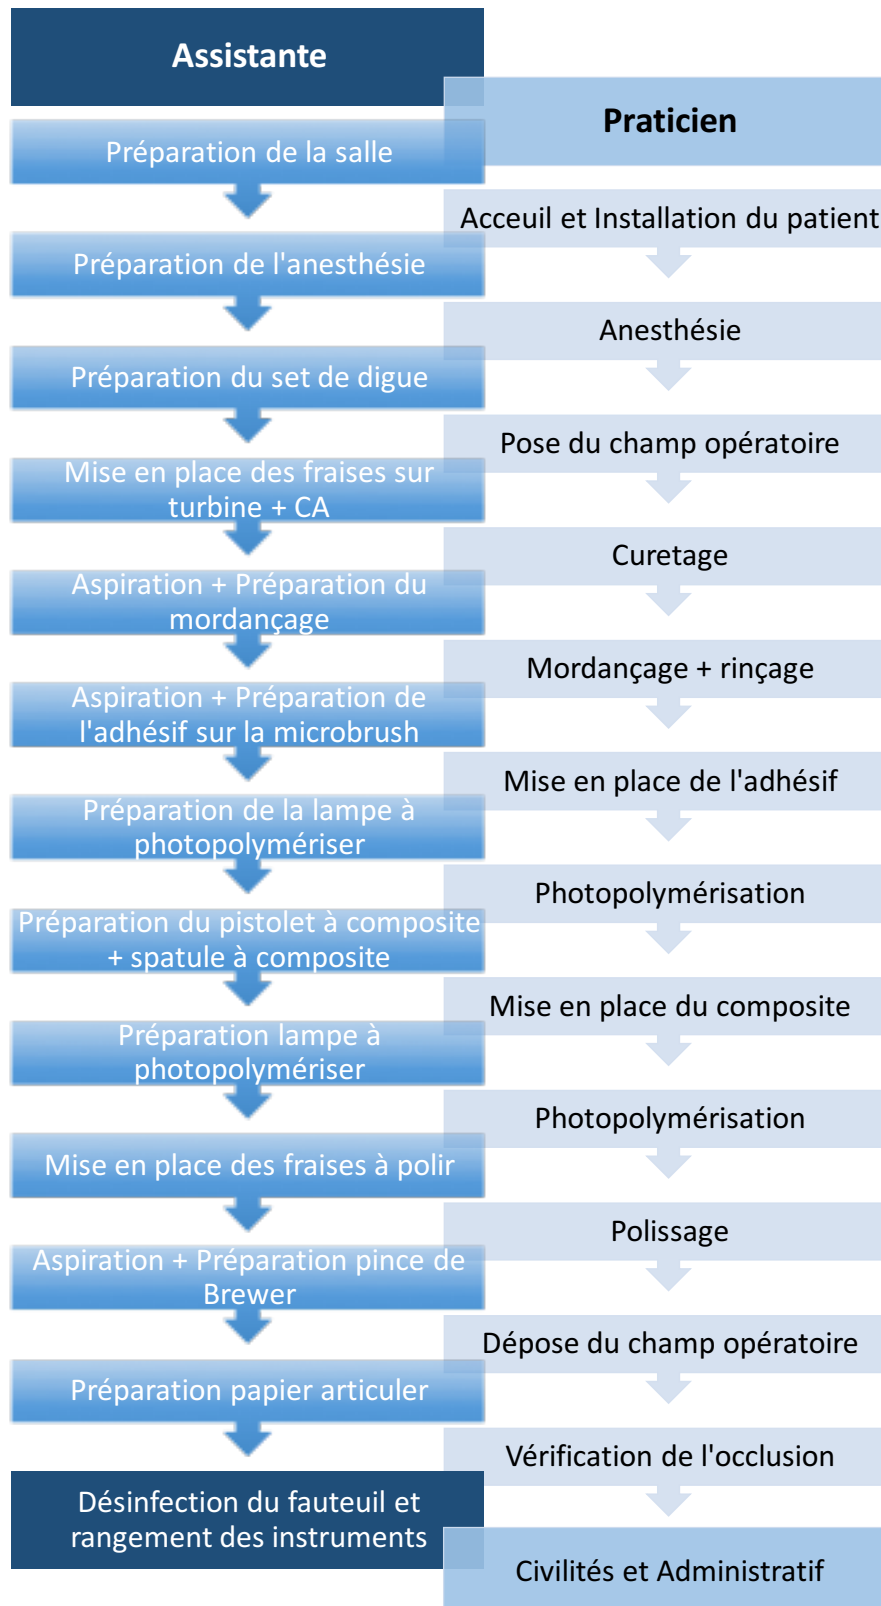 Assistante
Praticien
Préparation de la salle
Acceuil et Installation du patient
Préparation de l'anesthésie
Anesthésie
Préparation du set de digue
Pose du champ opératoire
Mise en place des fraises sur
turbine + CA
Curetage
Aspiration + Préparation du
mordançage
Mordançage + rinçage
Aspiration + Préparation de
l'adhésif sur la microbrush
Mise en place de l'adhésif
Préparation de la lampe à
photopolymériser
Photopolymérisation
Préparation du pistolet à composite
+ spatule à composite
Mise en place du composite
Préparation lampe à
photopolymériser
Photopolymérisation
Mise en place des fraises à polir
Polissage
Aspiration + Préparation pince de
Brewer
Dépose du champ opératoire
Préparation papier articuler
Vérification de l'occlusion
Désinfection du fauteuil et
rangement des instruments
Civilités et Administratif